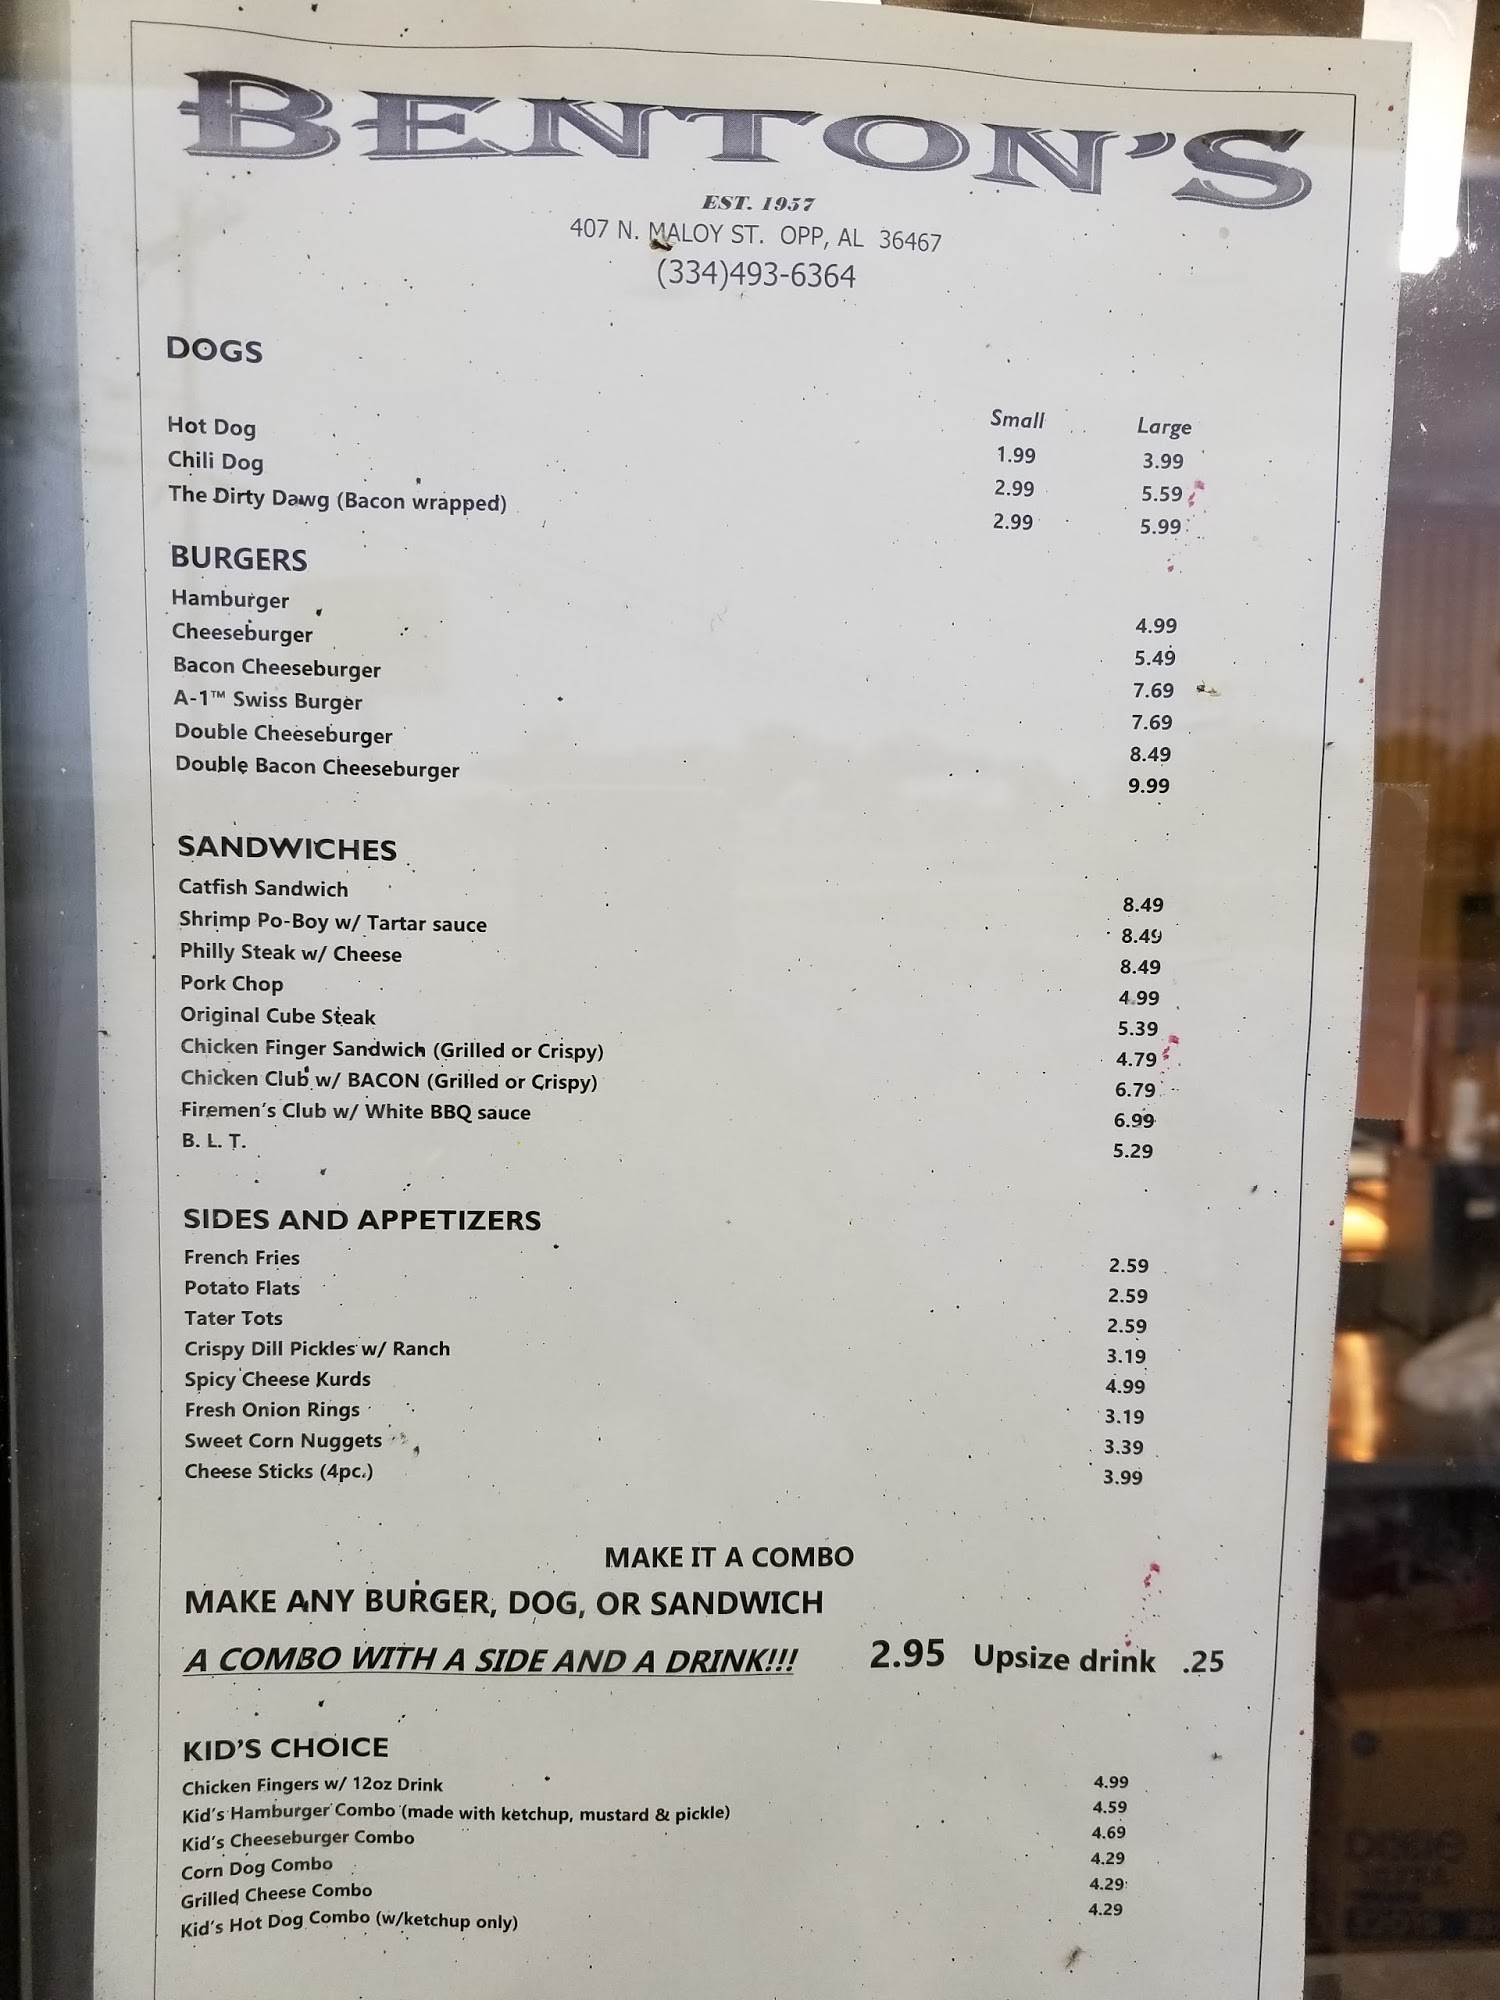 BENTON'S
EST. 1957
407 N. MALOY ST. OPP, AL 36467
(334)493-6364
DOGS
Small Large
Hot Dog 1.99 3.99
Chili Dog 2.99 5.59
The Dirty Dawg (Bacon wrapped) 2.99 5.99
BURGERS
Hamburger 4.99
Cheeseburger 5.49
Bacon Cheeseburger 7.69
A-1™ Swiss Burger 7.69
Double Cheeseburger 8.49
Double Bacon Cheeseburger 9.99
SANDWICHES
Catfish Sandwich 8.49
Shrimp Po-Boy w/ Tartar sauce 8.49
Philly Steak w/ Cheese 8.49
Pork Chop 4.99
Original Cube Steak 5.39
Chicken Finger Sandwich (Grilled or Crispy) 4.79
Chicken Club w/ BACON (Grilled or Crispy) 6.79
Firemen's Club w/ White BBQ sauce 6.99
B. L. T. 5.29
SIDES AND APPETIZERS
French Fries 2.59
Potato Flats 2.59
Tater Tots 2.59
Crispy Dill Pickles w/ Ranch 3.19
Spicy Cheese Kurds 4.99
Fresh Onion Rings 3.19
Sweet Corn Nuggets 3.39
Cheese Sticks (4pc.) 3.99
MAKE IT A COMBO
MAKE ANY BURGER, DOG, OR SANDWICH
A COMBO WITH A SIDE AND A DRINK!!! 2.95 Upsize drink .25
KID'S CHOICE
Chicken Fingers w/ 12oz Drink 4.99
Kid's Hamburger Combo (made with ketchup, mustard & pickle) 4.59
Kid's Cheeseburger Combo 4.69
Corn Dog Combo 4.29
Grilled Cheese Combo 4.29
Kid's Hot Dog Combo (w/ketchup only) 4.29